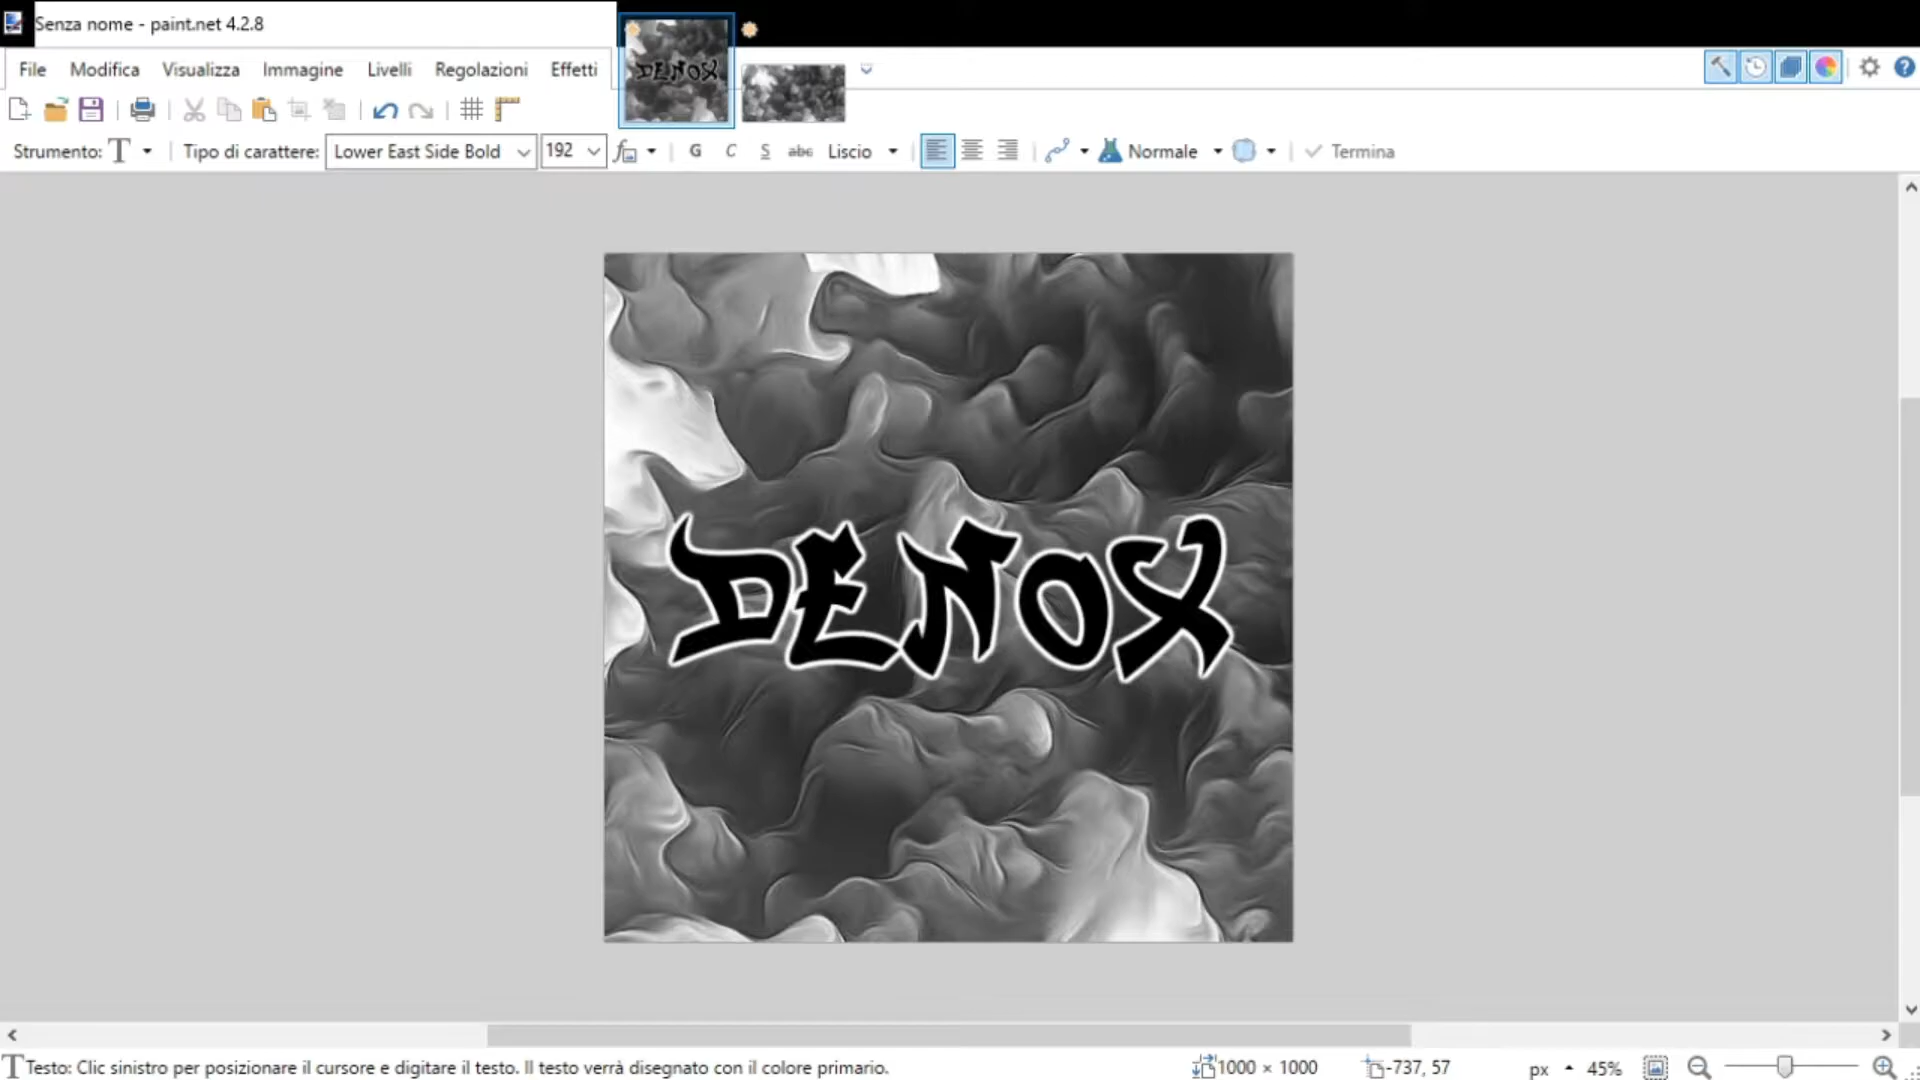 Senza nome - paint.net 4.2.8
File Modifica Visualizza Immagine Livelli Regolazioni Effetti
DENOX
Strumento: T Tipo di carattere: Lower East Side Bold 192 G C S abc Liscio Normale Termina
DENOX
Testo: Clic sinistro per posizionare il cursore e digitare il testo. Il testo verrà disegnato con il colore primario. 1000 × 1000 -737, 57 px 45%